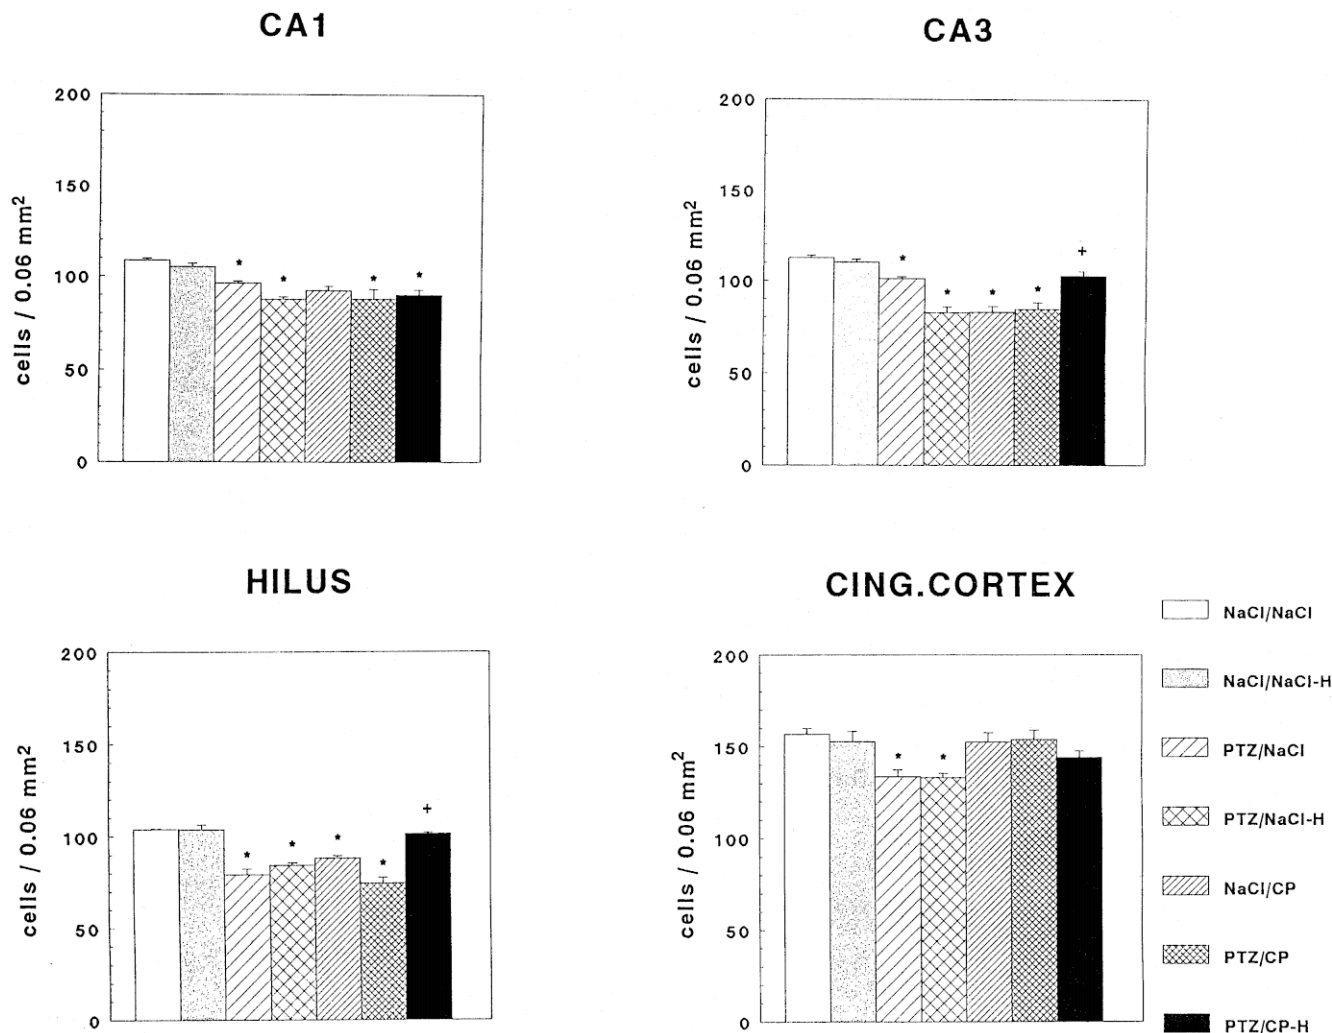 CA1
200
150
100
50
0
cells / 0.06 mm²
* * * *
CA3
200
150
100
50
0
cells / 0.06 mm²
* * * * +
HILUS
200
150
100
50
0
cells / 0.06 mm²
* * * * +
CING.CORTEX
200
150
100
50
0
cells / 0.06 mm²
* *
NaCl/NaCl
NaCl/NaCl-H
PTZ/NaCl
PTZ/NaCl-H
NaCl/CP
PTZ/CP
PTZ/CP-H